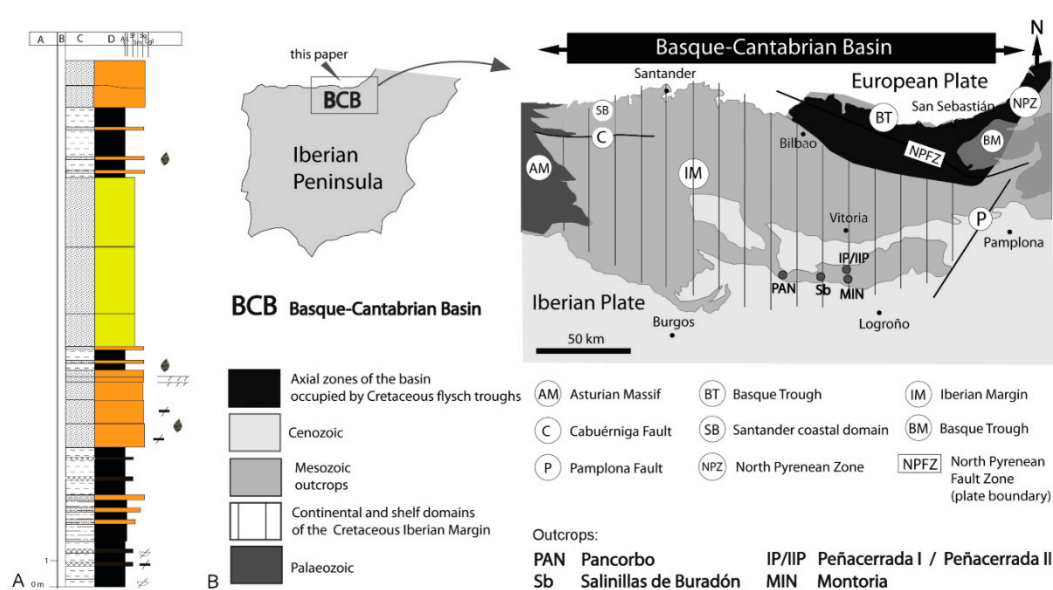 A B C D
1
0 m
A
this paper
BCB
Iberian
Peninsula
BCB Basque-Cantabrian Basin
Axial zones of the basin
occupied by Cretaceous flysch troughs
Cenozoic
Mesozoic
outcrops
Continental and shelf domains
of the Cretaceous Iberian Margin
Palaeozoic
B
Basque-Cantabrian Basin
N
European Plate
Santander
San Sebastián
NPZ
SB
BT
C
Bilbao
BM
NPFZ
AM
IM
P
Vitoria
Pamplona
IP/IIP
PAN
Sb
MIN
Iberian Plate
Burgos
Logroño
50 km
AM Asturian Massif
BT Basque Trough
IM Iberian Margin
C Cabuérniga Fault
SB Santander coastal domain
BM Basque Trough
P Pamplona Fault
NPZ North Pyrenean Zone
NPFZ North Pyrenean
Fault Zone
(plate boundary)
Outcrops:
PAN Pancorbo
IP/IIP Peñacerrada I / Peñacerrada II
Sb Salinillas de Buradón
MIN Montoria